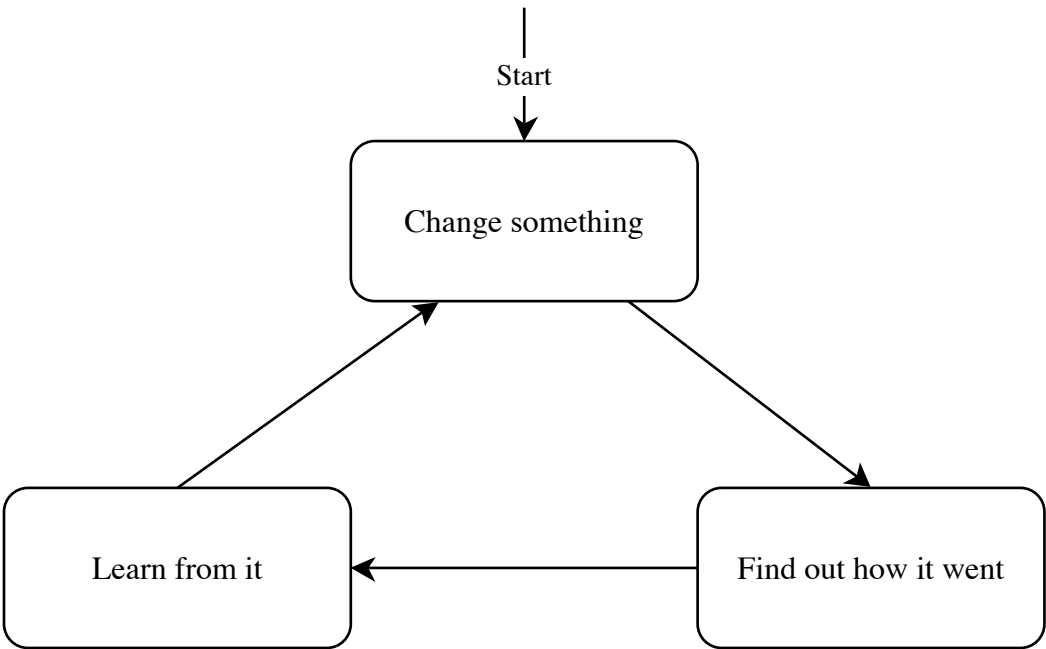 Start
Change something
Learn from it
Find out how it went